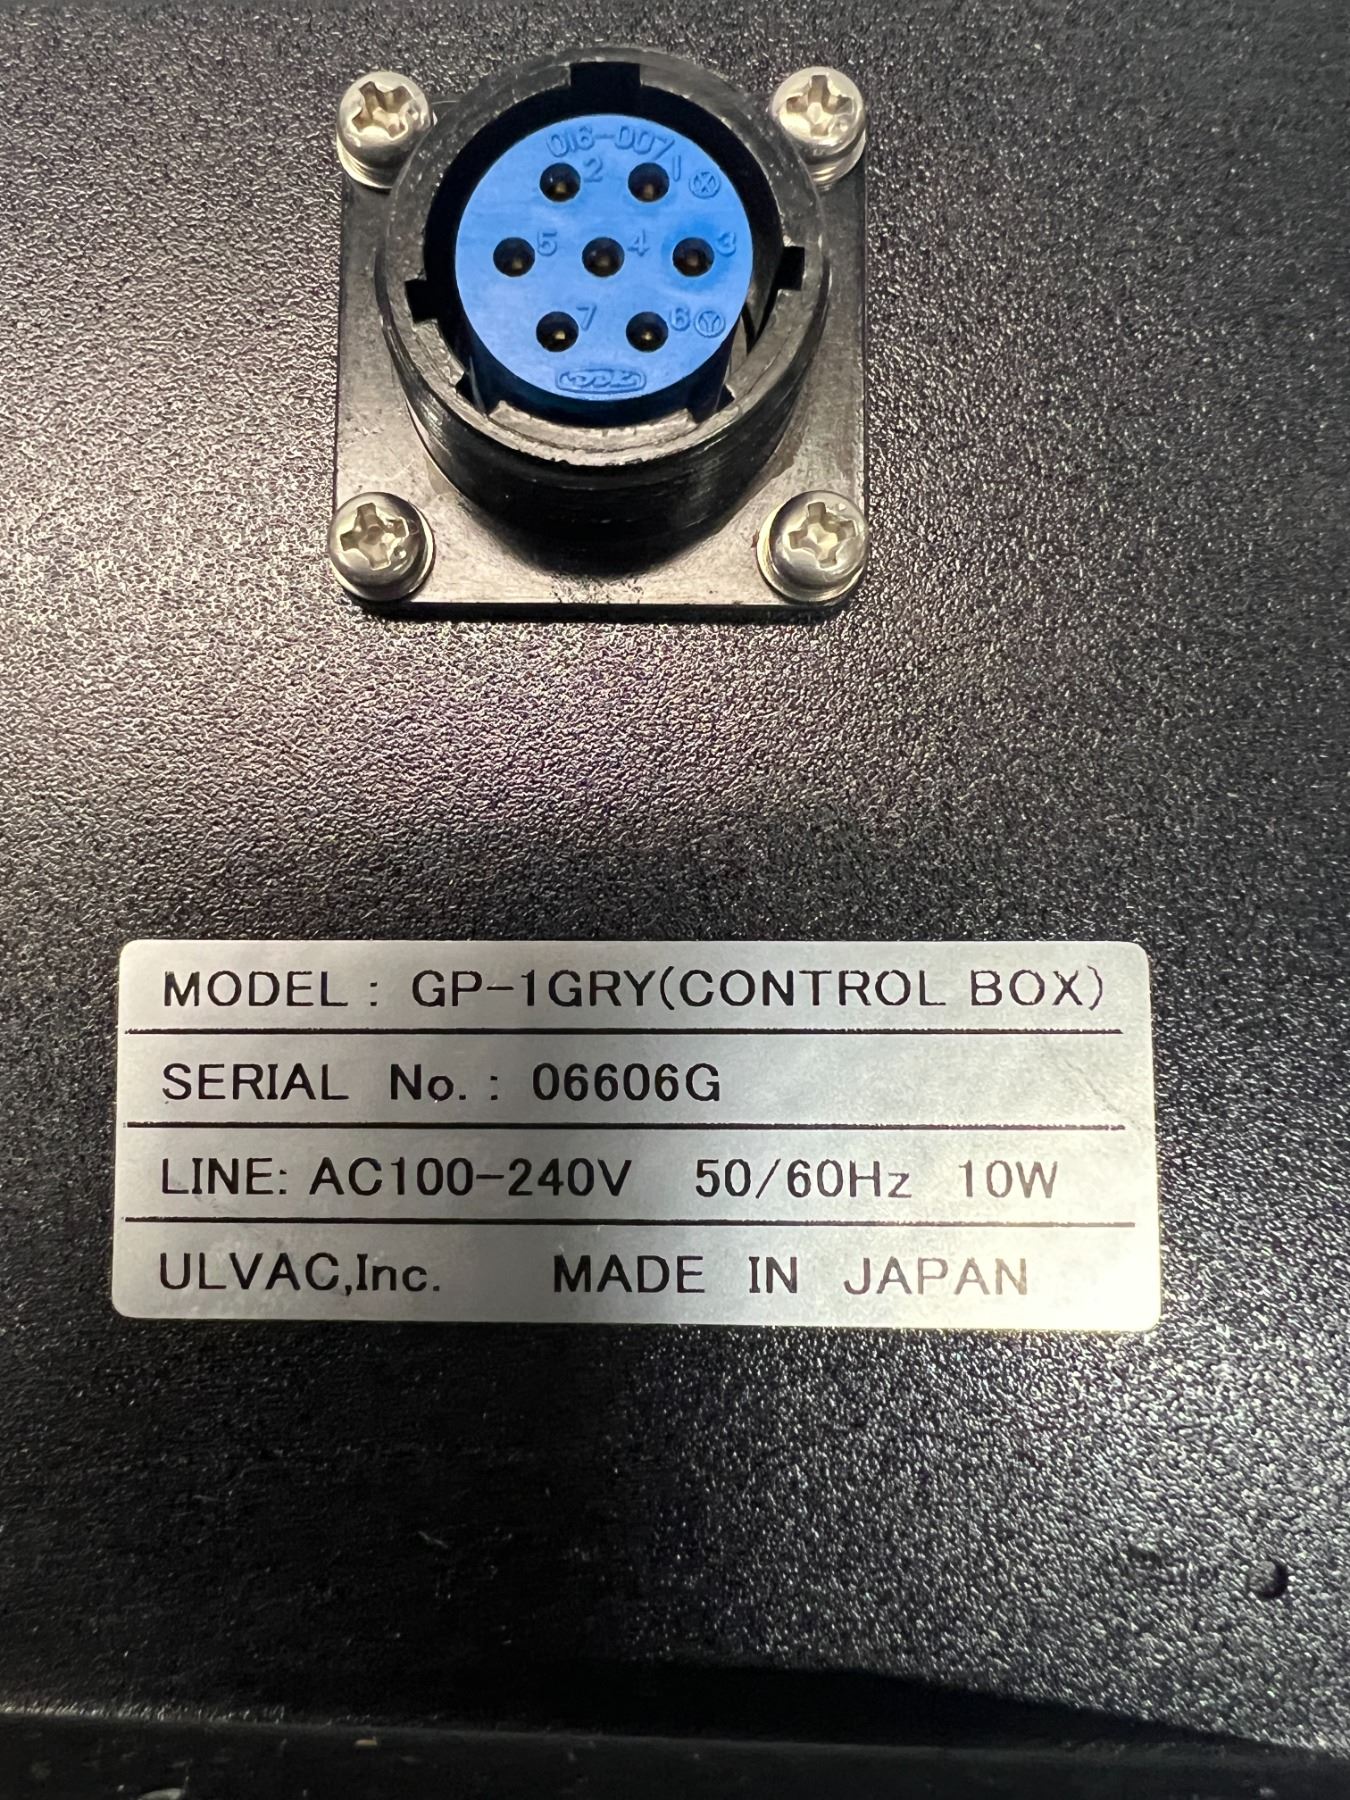 016-007
2 1 X
5 4 3
7 6 Y
MODEL : GP-1GRY(CONTROL BOX)
SERIAL No. : 06606G
LINE: AC100-240V 50/60Hz 10W
ULVAC,Inc. MADE IN JAPAN